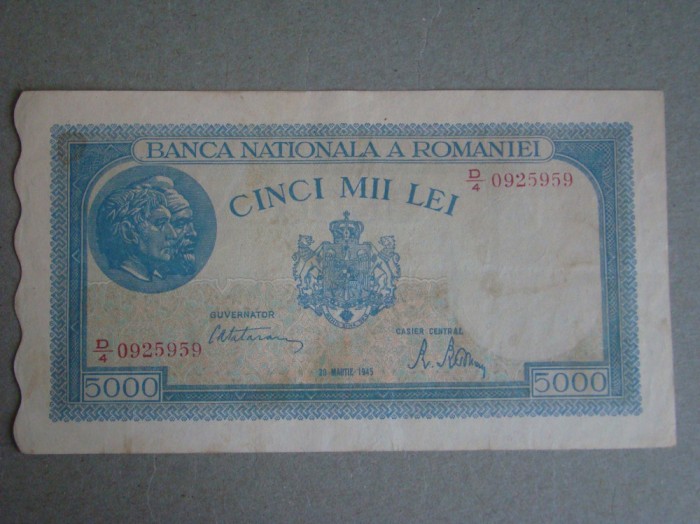 BANCA NATIONALA A ROMANIEI
D/4 0925959
CINCI MII LEI
GUVERNATOR
CASIER CENTRAL
D/4 0925959
20 MARTIE 1945
5000
5000